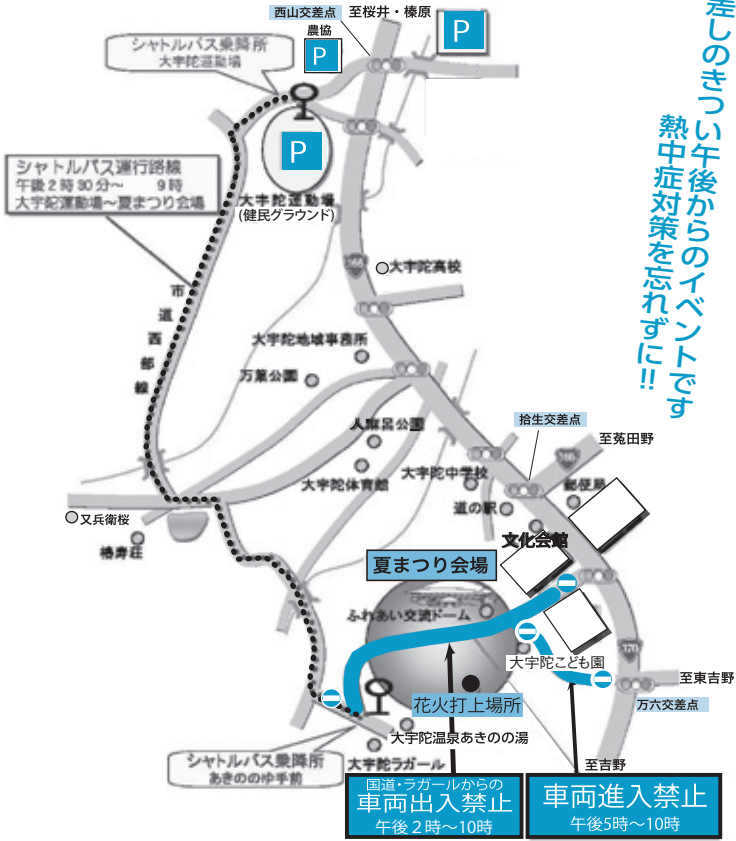 西山交差点
至桜井・榛原
農協
P
P
シャトルバス乗降所
大宇陀運動場
P
大宇陀運動場
(健民グラウンド)
シャトルバス運行路線
午後2時30分～　9時
大宇陀運動場～夏まつり会場
差しのきつい午後からのイベントです
熱中症対策を忘れずに!!
166
大宇陀高校
市道西部線
大宇陀地域事務所
万葉公園
人麻呂公園
大宇陀体育館
大宇陀中学校
拾生交差点
至菟田野
166
郵便局
道の駅
文化会館
又兵衛桜
椿寿荘
夏まつり会場
ふれあい交流ドーム
大宇陀こども園
370
至東吉野
万六交差点
花火打上場所
大宇陀温泉あきのの湯
大宇陀ラガール
至吉野
シャトルバス乗降所
あきののゆ手前
国道・ラガールからの
車両出入禁止
午後2時～10時
車両進入禁止
午後5時～10時